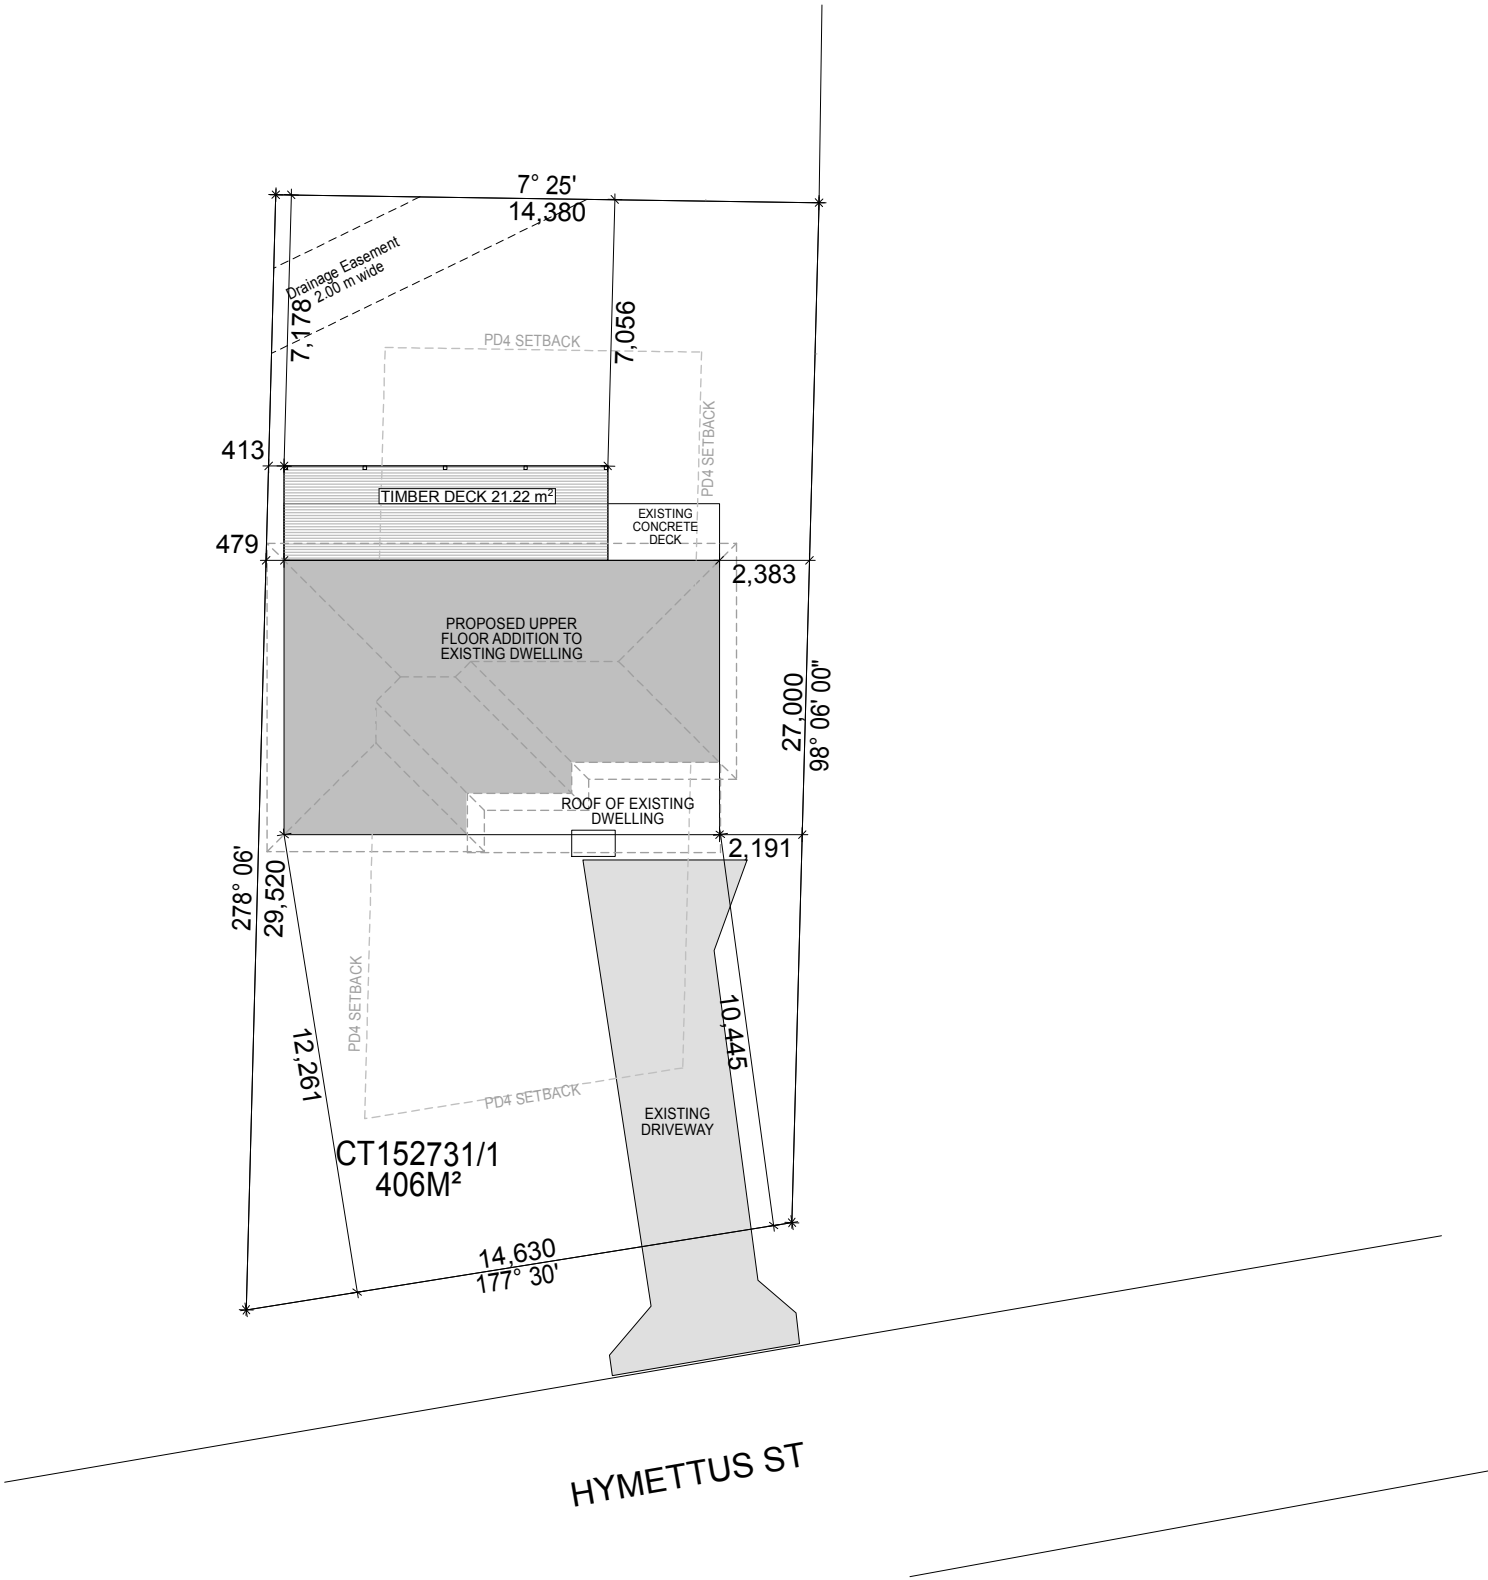 7° 25'
14,380
Drainage Easement
2.00 m wide
7,178
7,056
PD4 SETBACK
PD4 SETBACK
413
TIMBER DECK 21.22 m²
EXISTING
CONCRETE
DECK
479
2,383
PROPOSED UPPER
FLOOR ADDITION TO
EXISTING DWELLING
27,000
98° 06' 00"
ROOF OF EXISTING
DWELLING
2,191
278° 06'
29,520
PD4 SETBACK
12,261
10,445
PD4 SETBACK
EXISTING
DRIVEWAY
CT152731/1
406M²
14,630
177° 30'
HYMETTUS ST